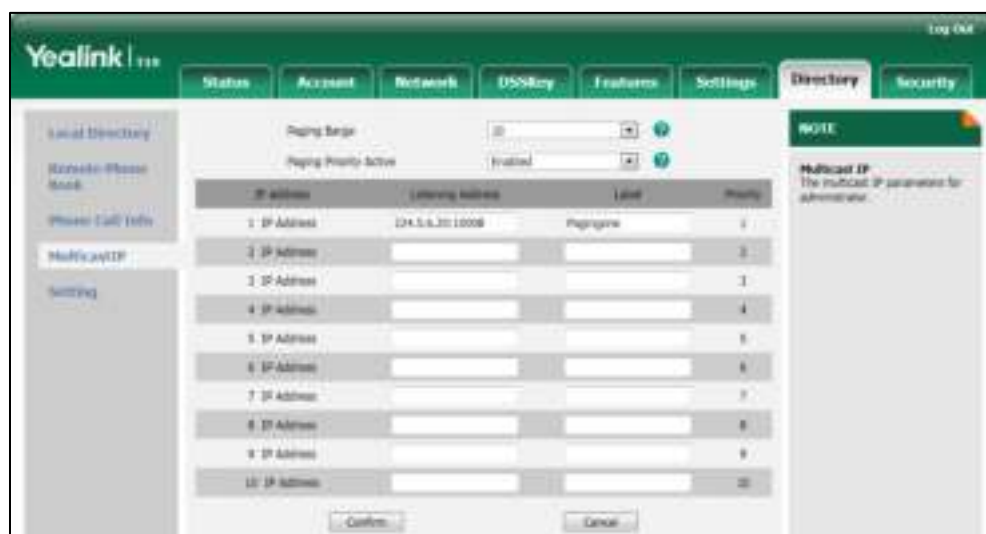 Log Out
Yealink
Status Account Network DSSKey Features Settings Directory Security
Local Directory
Remote Phone Book
Phone Call Info
Multicast IP
Setting
Paging Barge 10
Paging Priority Active Enabled
IP Address Listening Address Label Priority
1 IP Address 224.5.6.20:10008 1
2 IP Address 2
3 IP Address 3
4 IP Address 4
5 IP Address 5
6 IP Address 6
7 IP Address 7
8 IP Address 8
9 IP Address 9
10 IP Address 10
Confirm Cancel
NOTE
Multicast IP
The multicast IP parameters for
administrator.